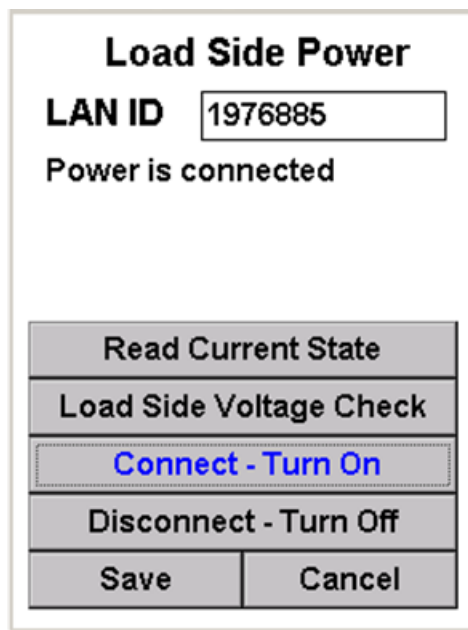 Load Side Power
LAN ID 1976885
Power is connected
Read Current State
Load Side Voltage Check
Connect - Turn On
Disconnect - Turn Off
Save Cancel